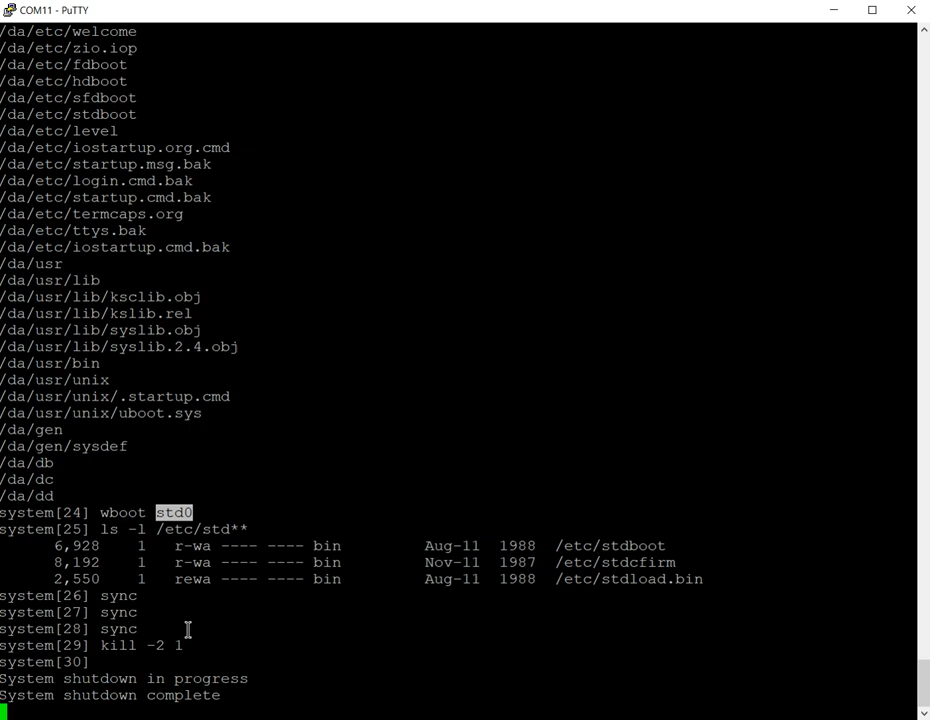 COM11 - PuTTY
/da/etc/welcome
/da/etc/zio.iop
/da/etc/fdboot
/da/etc/hdboot
/da/etc/sfdboot
/da/etc/stdboot
/da/etc/level
/da/etc/iostartup.org.cmd
/da/etc/startup.msg.bak
/da/etc/login.cmd.bak
/da/etc/startup.cmd.bak
/da/etc/termcaps.org
/da/etc/ttys.bak
/da/etc/iostartup.cmd.bak
/da/usr
/da/usr/lib
/da/usr/lib/ksclib.obj
/da/usr/lib/kslib.rel
/da/usr/lib/syslib.obj
/da/usr/lib/syslib.2.4.obj
/da/usr/bin
/da/usr/unix
/da/usr/unix/.startup.cmd
/da/usr/unix/uboot.sys
/da/gen
/da/gen/sysdef
/da/db
/da/dc
/da/dd
system[24] wboot std0
system[25] ls -l /etc/std**
6,928 1 r-wa ---- ---- bin Aug-11 1988 /etc/stdboot
8,192 1 r-wa ---- ---- bin Nov-11 1987 /etc/stdcfirm
2,550 1 rewa ---- ---- bin Aug-11 1988 /etc/stdload.bin
system[26] sync
system[27] sync
system[28] sync
system[29] kill -2 1
system[30]
System shutdown in progress
System shutdown complete